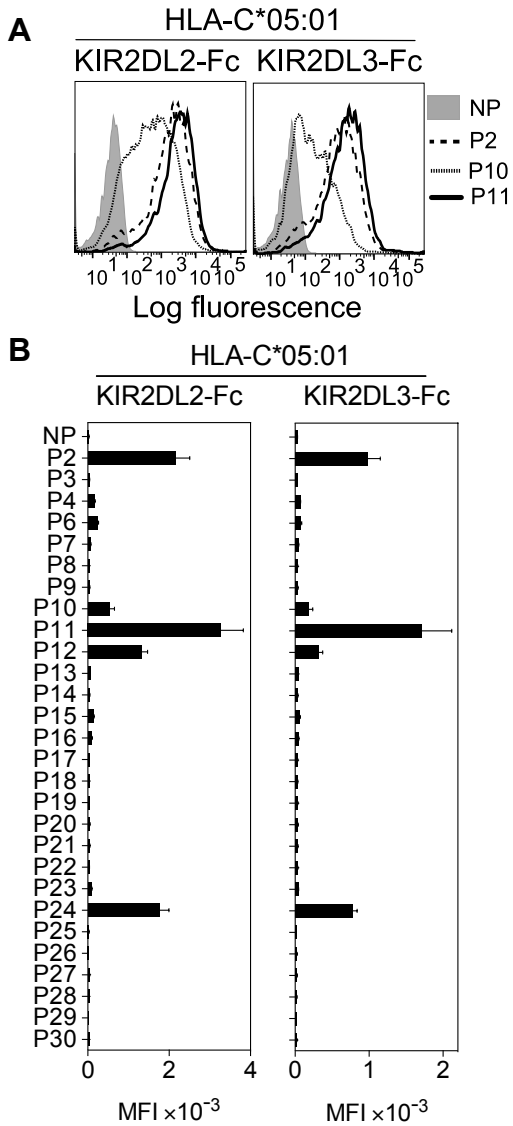 A
HLA-C*05:01
KIR2DL2-Fc KIR2DL3-Fc
NP
P2
P10
P11
10 10² 10³ 10⁴ 10⁵ 10 10² 10³ 10⁴ 10⁵
Log fluorescence
B
HLA-C*05:01
KIR2DL2-Fc KIR2DL3-Fc
NP
P2
P3
P4
P6
P7
P8
P9
P10
P11
P12
P13
P14
P15
P16
P17
P18
P19
P20
P21
P22
P23
P24
P25
P26
P27
P28
P29
P30
0 2 4 0 1 2
MFI ×10⁻³ MFI ×10⁻³